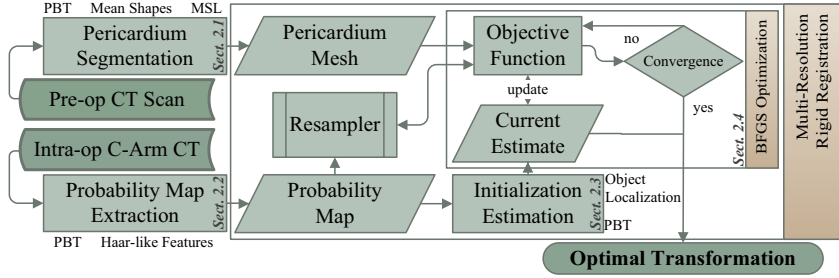 PBT Mean Shapes MSL
Pericardium
Segmentation
Sect. 2.1
Pericardium
Mesh
Objective
Function
no
Convergence
yes
update
Pre-op CT Scan
Resampler
Current
Estimate
Sect. 2.4
BFGS Optimization
Multi-Resolution
Rigid Registration
Intra-op C-Arm CT
Probability Map
Extraction
Sect. 2.2
Probability
Map
Initialization
Estimation
Sect. 2.3
Object
Localization
PBT
PBT Haar-like Features
Optimal Transformation